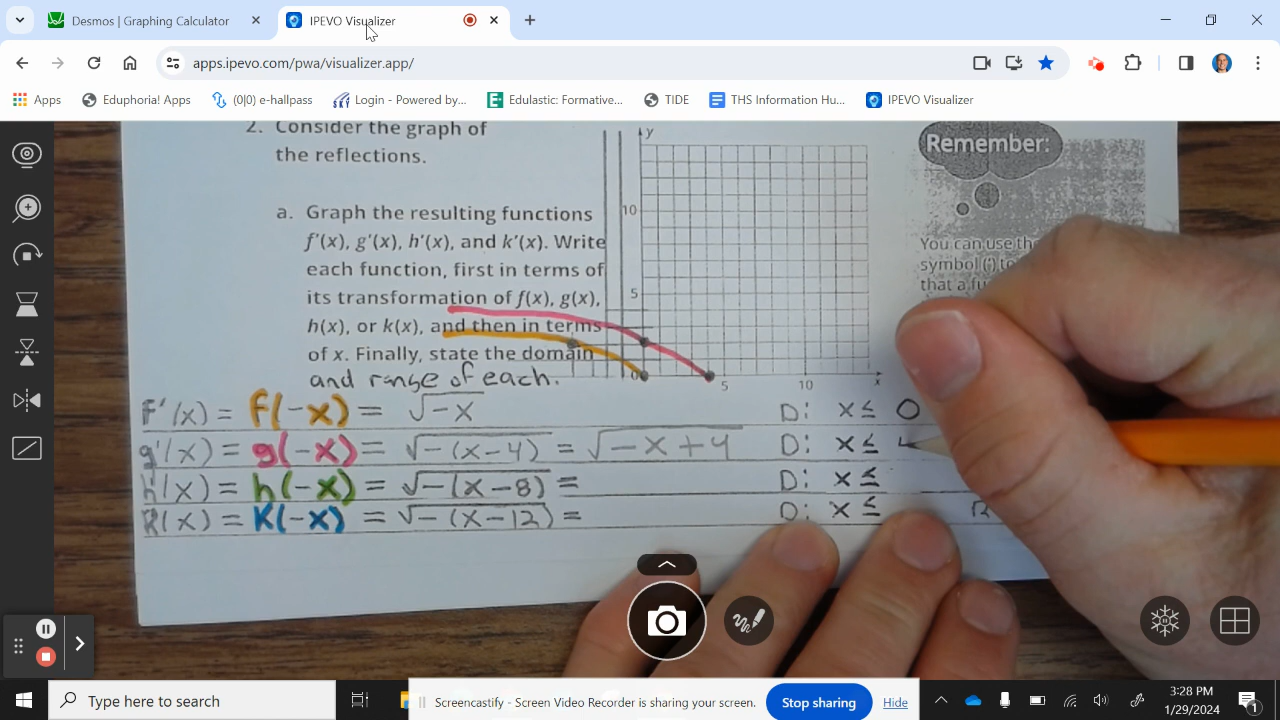 Desmos | Graphing Calculator
IPEVO Visualizer
apps.ipevo.com/pwa/visualizer.app/
Apps
Eduphoria! Apps
(0|0) e-hallpass
Login - Powered by...
Edulastic: Formative...
TIDE
THS Information Hu...
IPEVO Visualizer
2. Consider the graph of
the reflections.
a. Graph the resulting functions
f'(x), g'(x), h'(x), and k'(x). Write
each function, first in terms of
its transformation of f(x), g(x),
h(x), or k(x), and then in terms
of x. Finally, state the domain
and range of each.
y
10
5
0
5
10
x
Remember:
You can use the
symbol (') to
that a fu
F'(x) = f(-x) = √-x D: x ≤ 0
g'(x) = g(-x) = √-(x-4) = √-x+4 D: x ≤
h'(x) = h(-x) = √-(x-8) = D: x ≤
K(x) = K(-x) = √-(x-12) = D: x ≤ R
Type here to search
Screencastify - Screen Video Recorder is sharing your screen.
Stop sharing
Hide
3:28 PM
1/29/2024
1